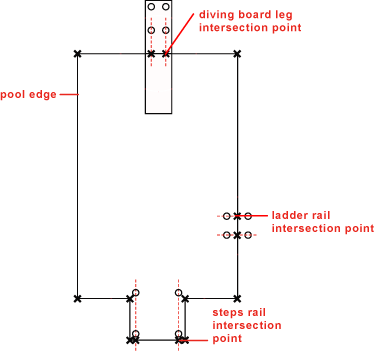 diving board leg
intersection point
pool edge
ladder rail
intersection point
steps rail
intersection
point